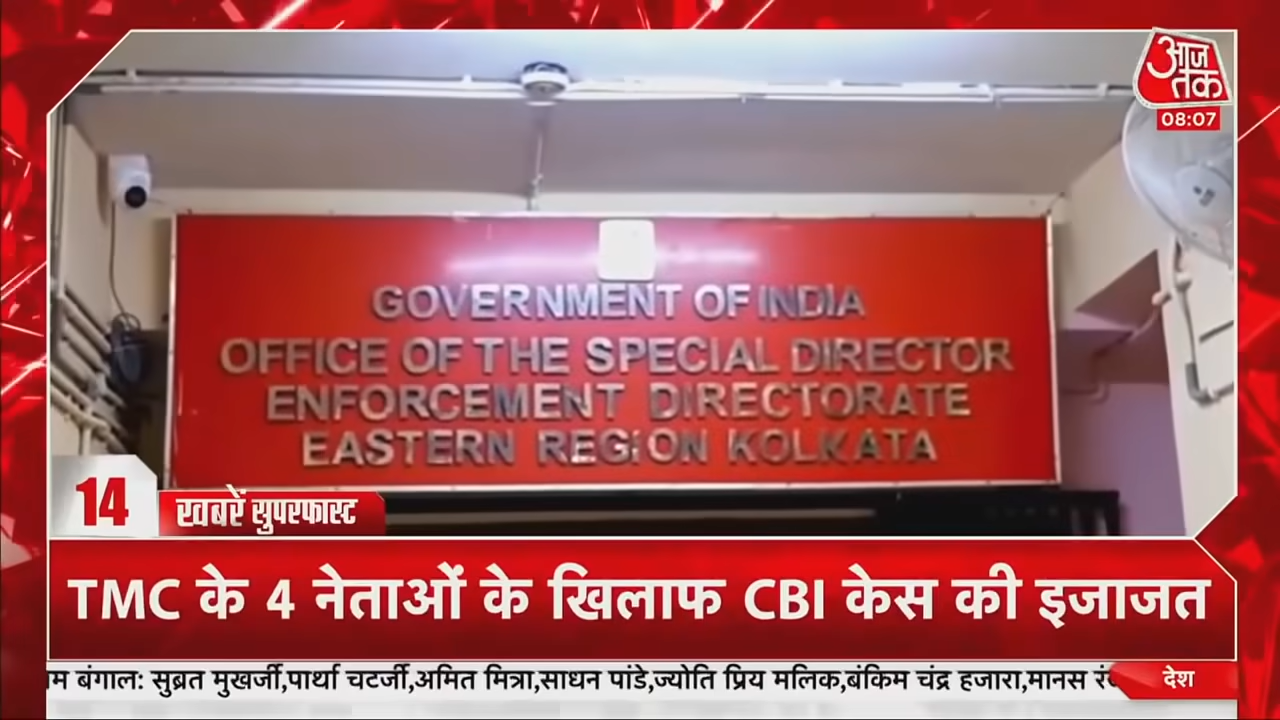 आज
तक
08:07
GOVERNMENT OF INDIA
OFFICE OF THE SPECIAL DIRECTOR
ENFORCEMENT DIRECTORATE
EASTERN REGION KOLKATA
14
खबरें सुपरफास्ट
TMC के 4 नेताओं के खिलाफ CBI केस की इजाजत
बंगाल: सुब्रत मुखर्जी,पार्था चटर्जी,अमित मित्रा,साधन पांडे,ज्योति प्रिय मलिक,बंकिम चंद्र हजारा,मानस
देश